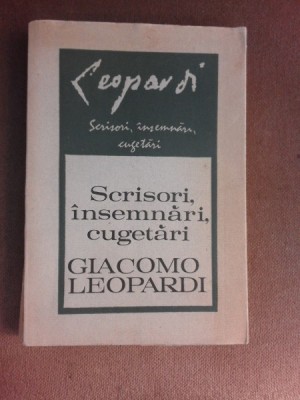 Leopardi
Scrisori, însemnări,
cugetări
Scrisori,
însemnări,
cugetări
GIACOMO
LEOPARDI